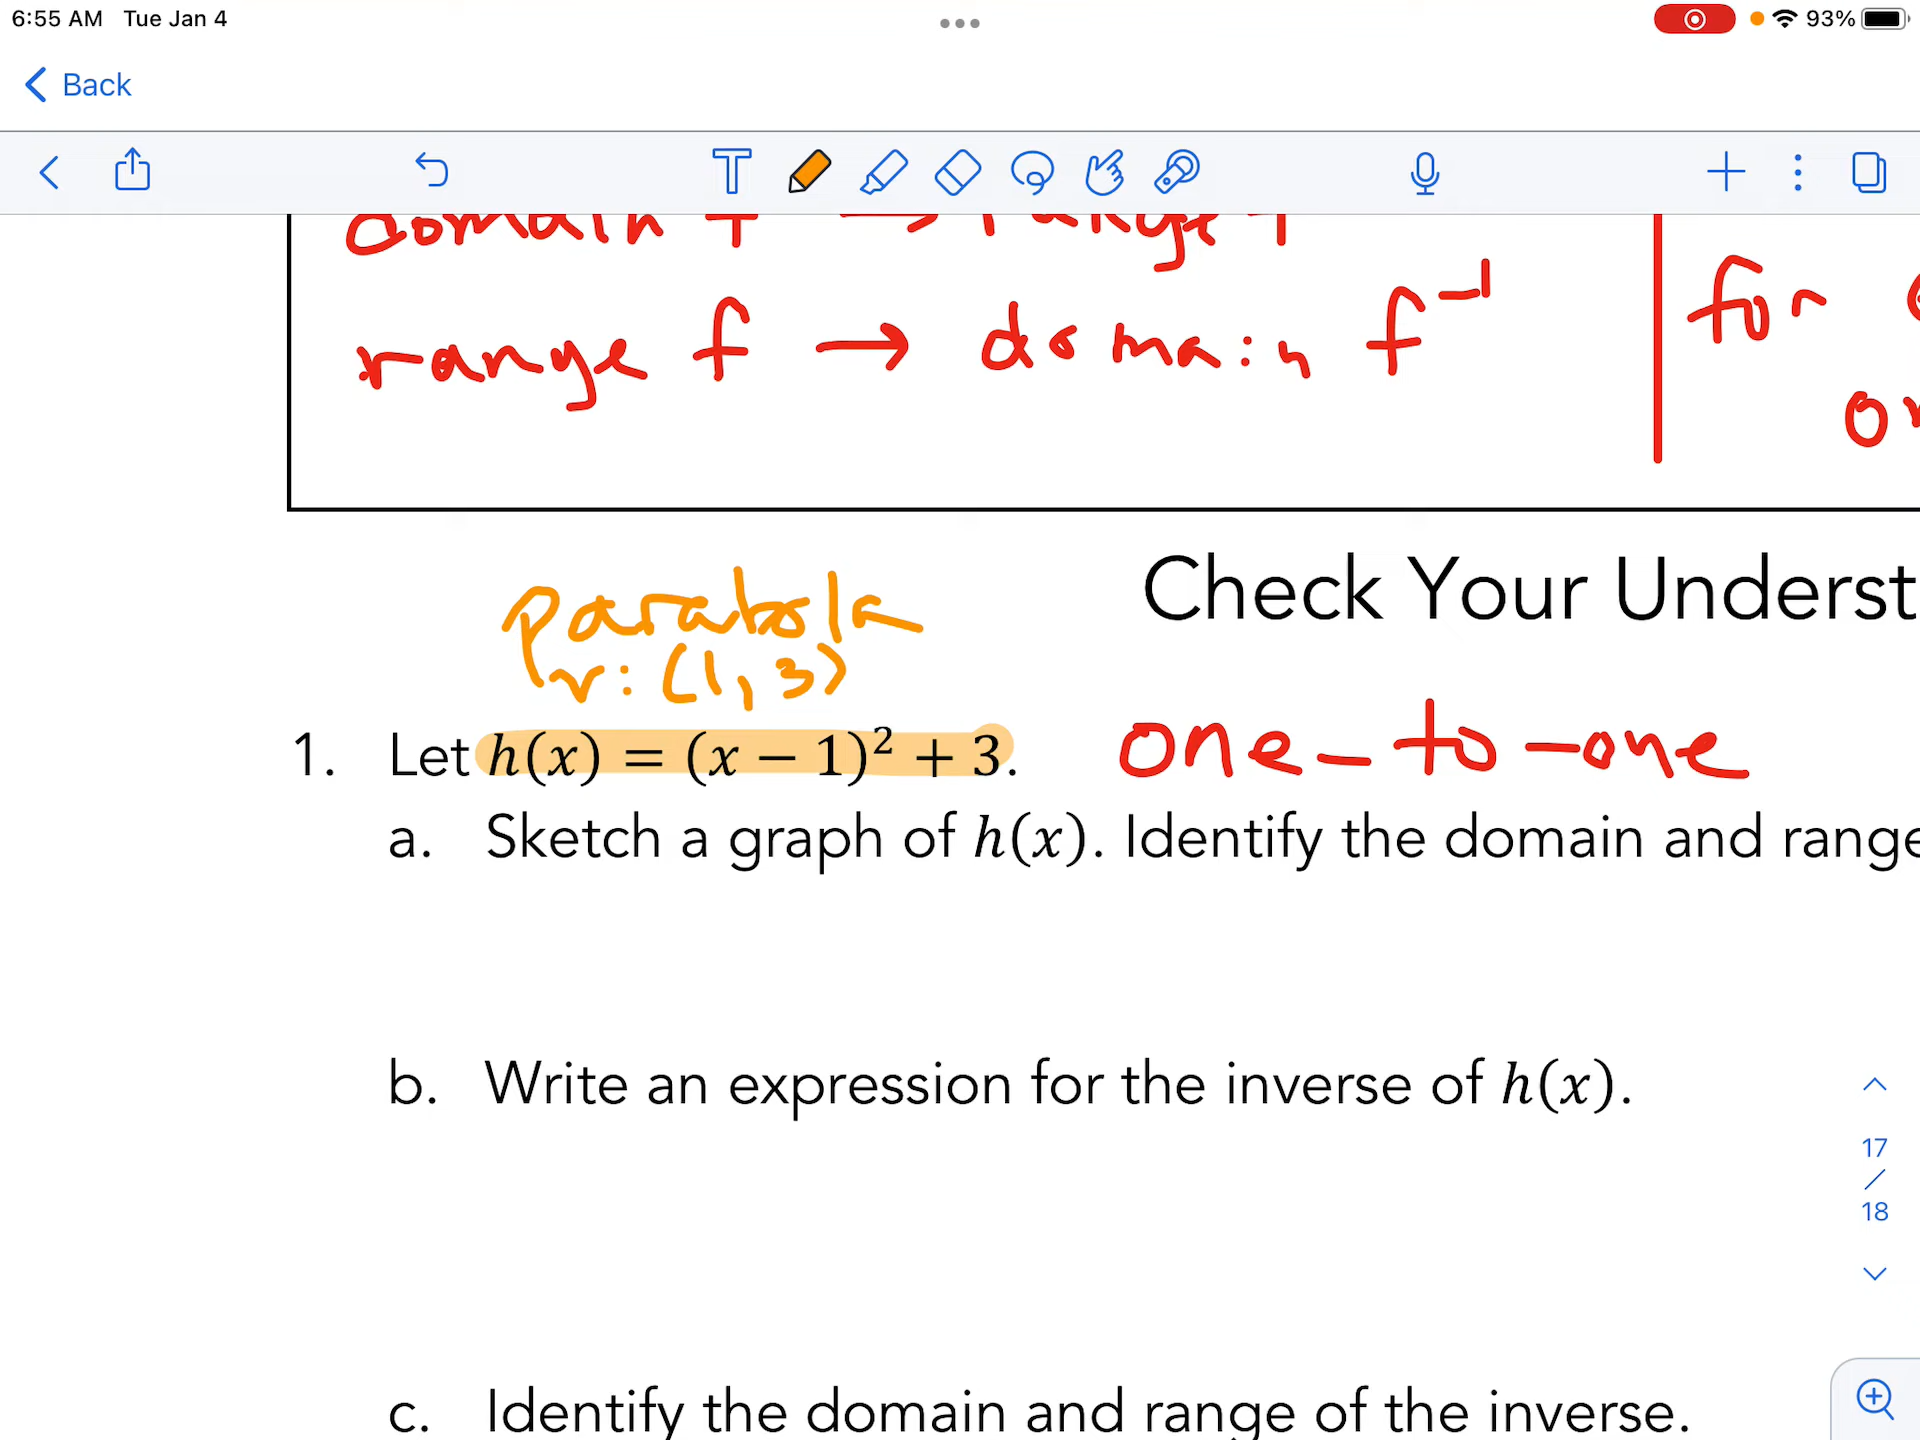 6:55 AM Tue Jan 4
93%
Back
domain f → range f
for
range f → domain f⁻¹
Check Your Underst
parabola
v: (1, 3)
1. Let h(x) = (x − 1)² + 3. one-to-one
a. Sketch a graph of h(x). Identify the domain and range
b. Write an expression for the inverse of h(x).
17
/
18
c. Identify the domain and range of the inverse.